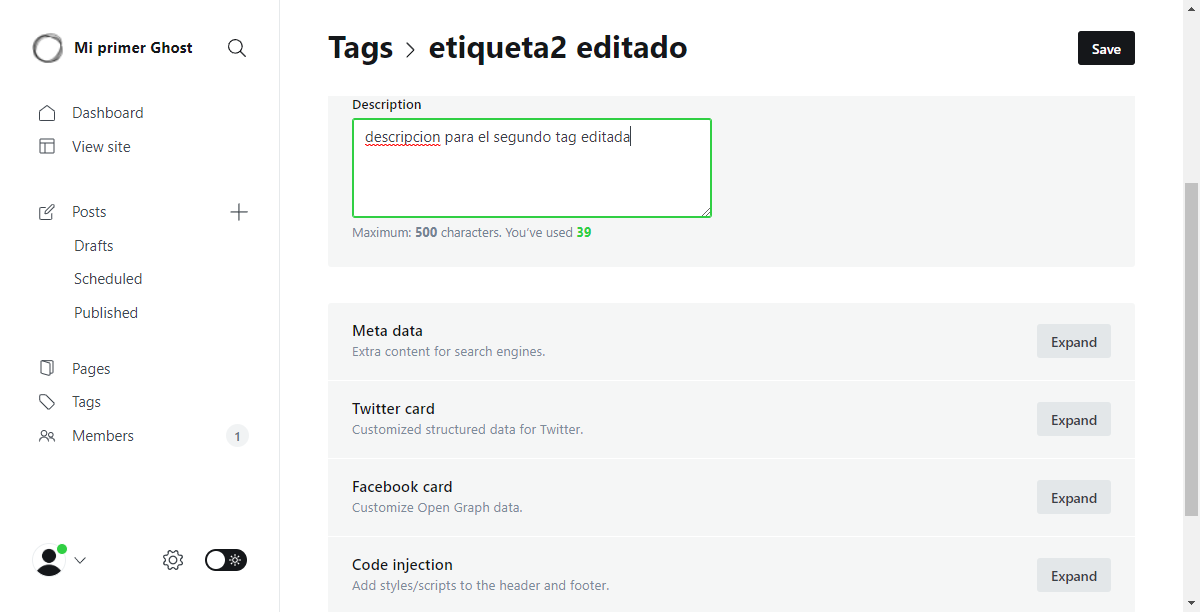 Mi primer Ghost
Dashboard
View site
Posts
Drafts
Scheduled
Published
Pages
Tags
Members 1
Tags > etiqueta2 editado
Save
Description
descripcion para el segundo tag editada
Maximum: 500 characters. You’ve used 39
Meta data
Extra content for search engines.
Expand
Twitter card
Customized structured data for Twitter.
Expand
Facebook card
Customize Open Graph data.
Expand
Code injection
Add styles/scripts to the header and footer.
Expand